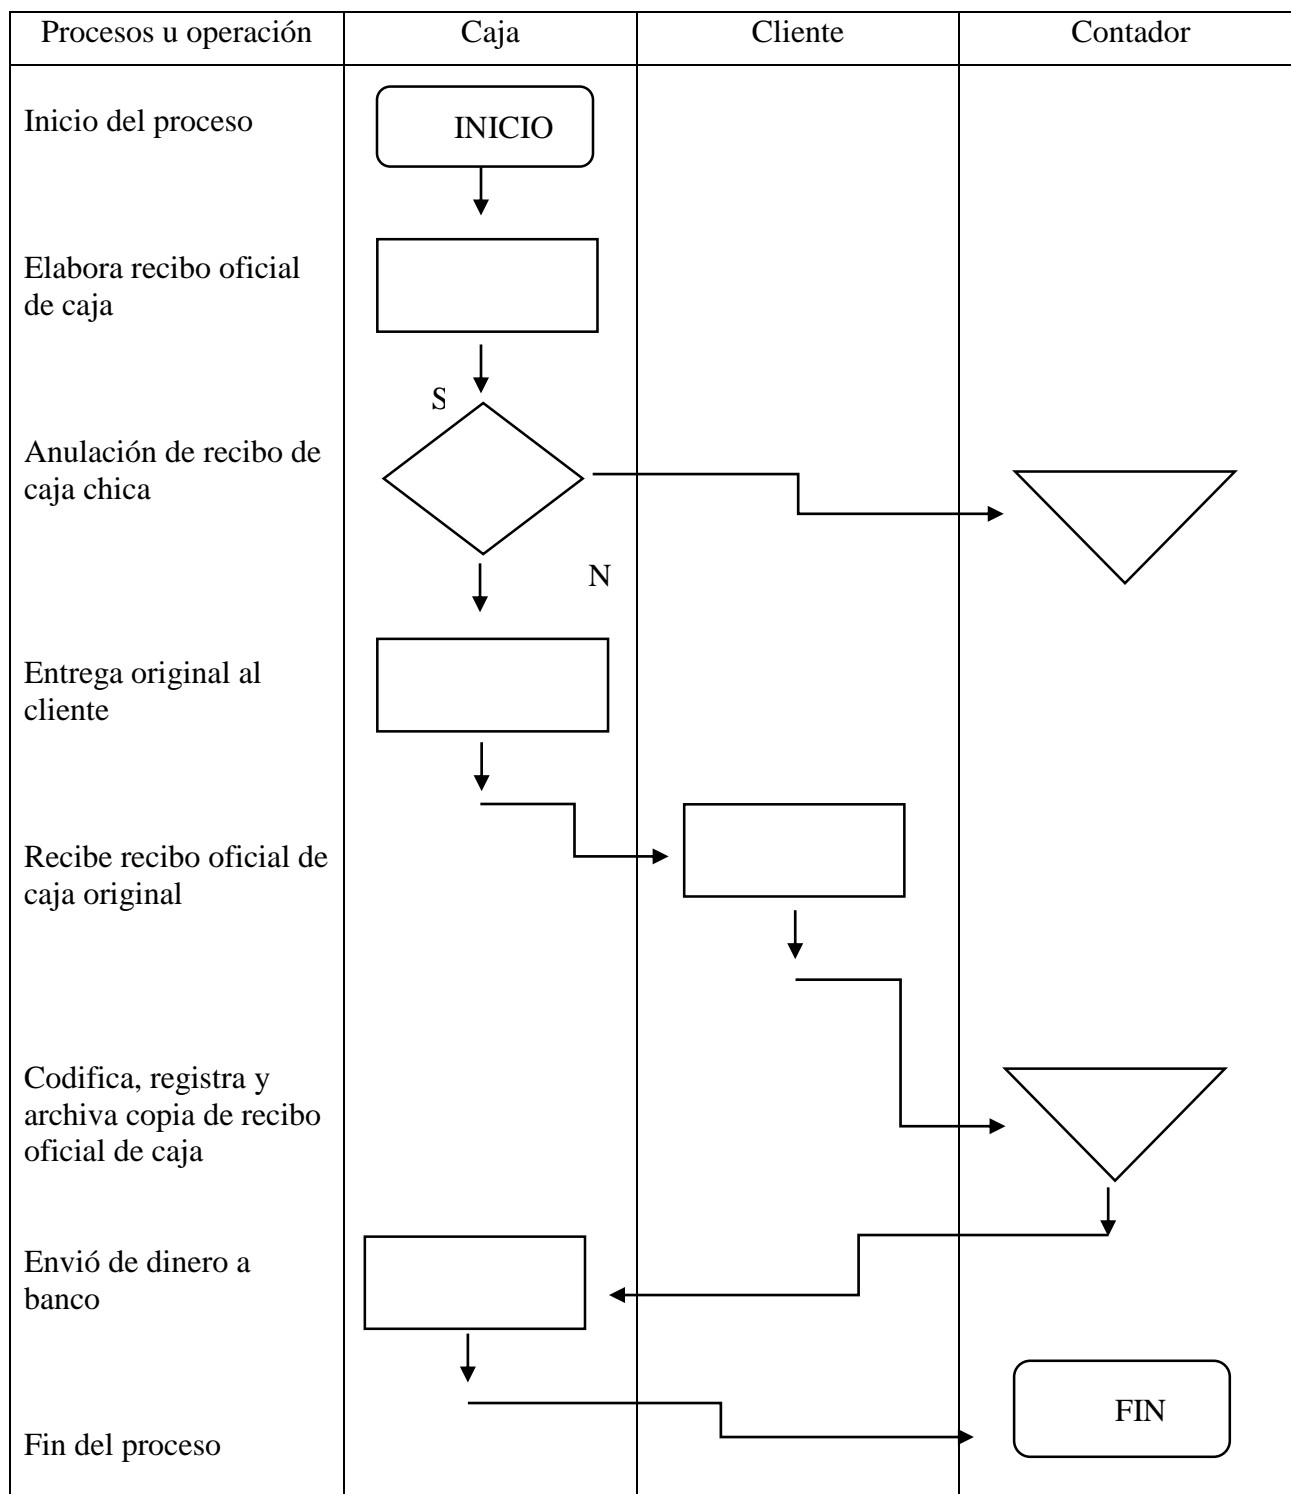 Procesos u operación Caja Cliente Contador
Inicio del proceso
INICIO
Elabora recibo oficial
de caja
S
Anulación de recibo de
caja chica
N
Entrega original al
cliente
Recibe recibo oficial de
caja original
Codifica, registra y
archiva copia de recibo
oficial de caja
Envió de dinero a
banco
FIN
Fin del proceso